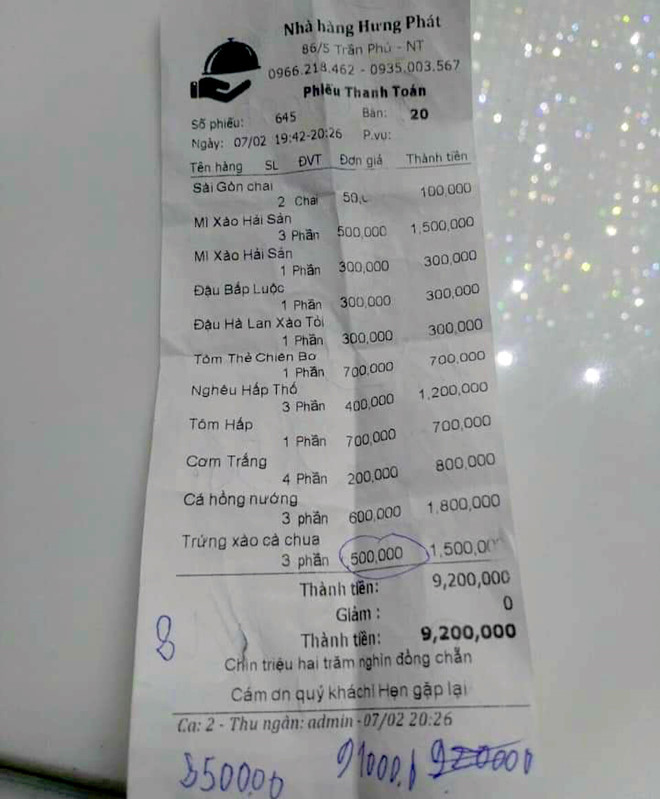 Nhà hàng Hưng Phát
86/5 Trần Phú - NT
0966.218.462 - 0935.003.567
Phiếu Thanh Toán
Số phiếu: 645 Bàn: 20
Ngày: 07/02 19:42-20:26 P.vụ:
Tên hàng SL ĐVT Đơn giá Thành tiền
Sài Gòn chai
2 Chai 100,000
Mì Xào Hải Sản
3 Phần 500,000 1,500,000
Mì Xào Hải Sản
1 Phần 300,000 300,000
Đậu Bắp Luộc
1 Phần 300,000 300,000
Đậu Hà Lan Xào Tỏi
1 Phần 300,000 300,000
Tôm Thẻ Chiên Bơ
1 Phần 700,000 700,000
Nghêu Hấp Thố
3 Phần 400,000 1,200,000
Tôm Hấp
1 Phần 700,000 700,000
Cơm Trắng
4 Phần 200,000 800,000
Cá hồng nướng
3 phần 600,000 1,800,000
Trứng xào cà chua
3 phần 500,000 1,500,00
Thành tiền: 9,200,000
Giảm : 0
Thành tiền: 9,200,000
8
Chín triệu hai trăm nghìn đồng chẵn
Cám ơn quý khách! Hẹn gặp lại
Ca: 2 - Thu ngân: admin - 07/02 20:26